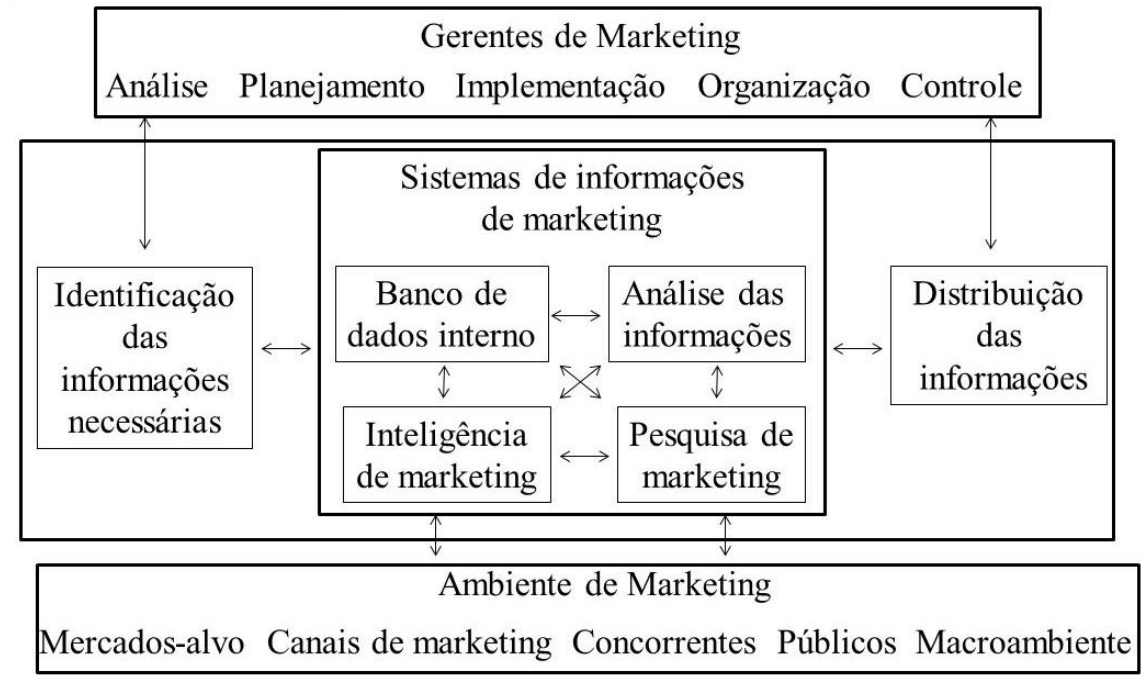 Gerentes de Marketing
Análise Planejamento Implementação Organização Controle
Sistemas de informações
de marketing
Identificação
das
informações
necessárias
Banco de
dados interno
Análise das
informações
Inteligência
de marketing
Pesquisa de
marketing
Distribuição
das
informações
Ambiente de Marketing
Mercados-alvo Canais de marketing Concorrentes Públicos Macroambiente